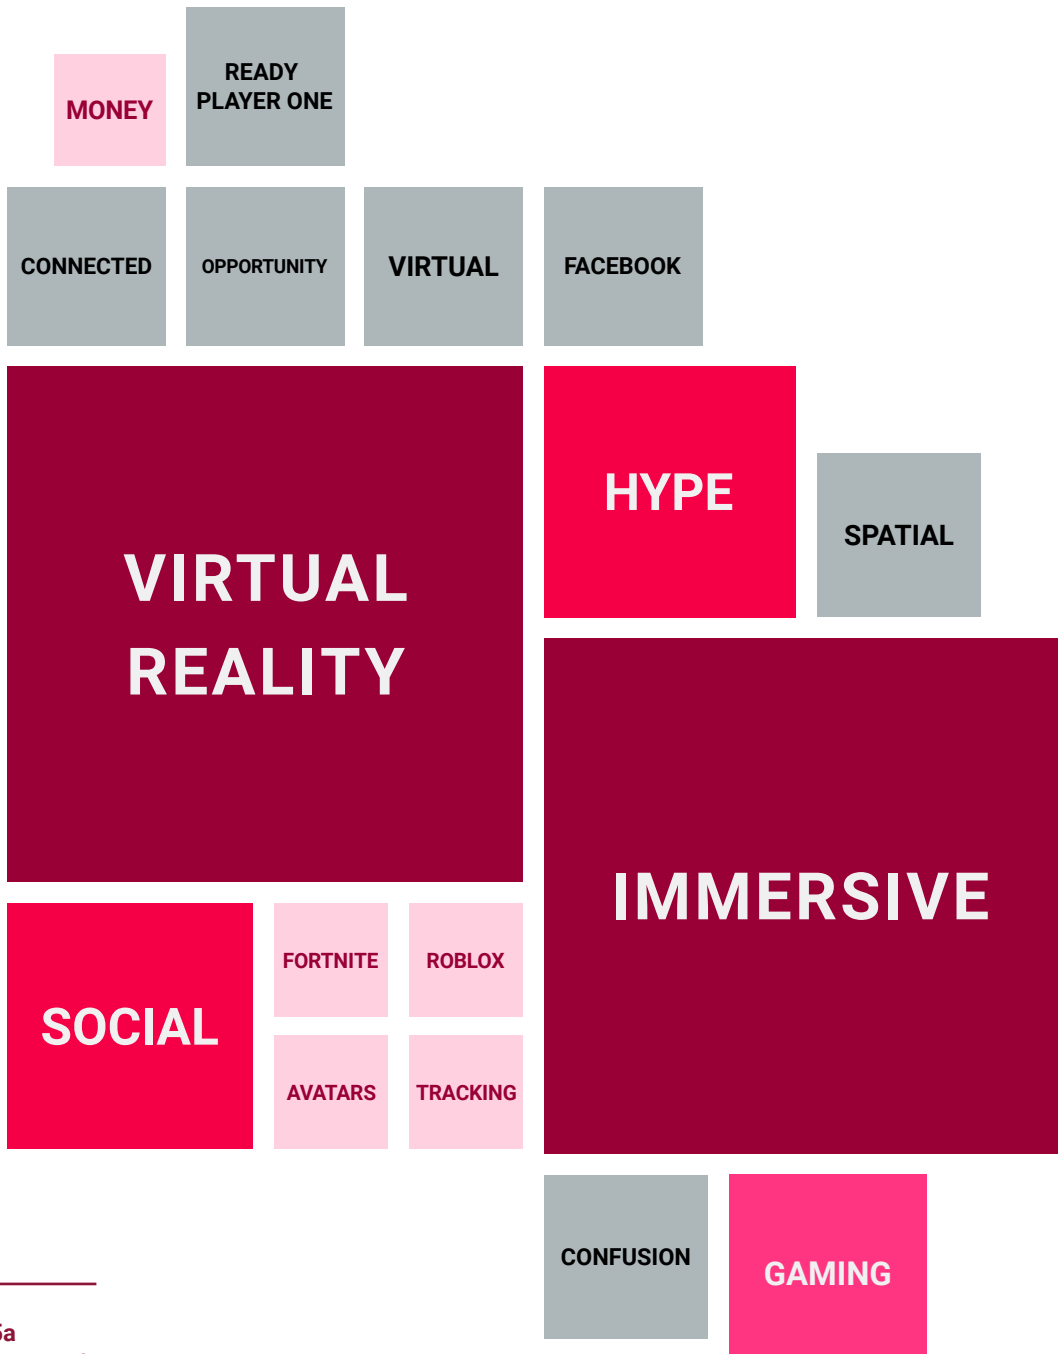 MONEY
READY
PLAYER ONE
CONNECTED
OPPORTUNITY
VIRTUAL
FACEBOOK
VIRTUAL
REALITY
HYPE
SPATIAL
IMMERSIVE
SOCIAL
FORTNITE
ROBLOX
AVATARS
TRACKING
CONFUSION
GAMING